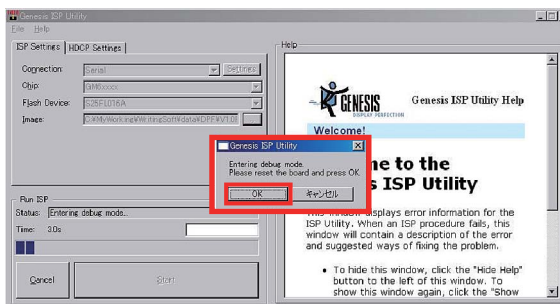 Genesis ISP Utility
File Help
ISP Settings HDCP Settings
Connection: Serial Settings
Chip: GM6xxxx
Flash Device: S25FL016A
Image: C:¥MyWorking¥WritingSoft¥data¥DPF¥V1.0
Run ISP
Status: Entering debug mode...
Time: 3.0s
Cancel Start
Genesis ISP Utility
Entering debug mode.
Please reset the board and press OK.
OK キャンセル
Help
GENESIS
DISPLAY PERFECTION
Genesis ISP Utility Help
Welcome!
me to the
s ISP Utility
This window displays error information for the
ISP Utility. When an ISP procedure fails, this
window will contain a description of the error
and suggested ways of fixing the problem.
• To hide this window, click the "Hide Help"
button to the left of this window. To
show this window again, click the "Show